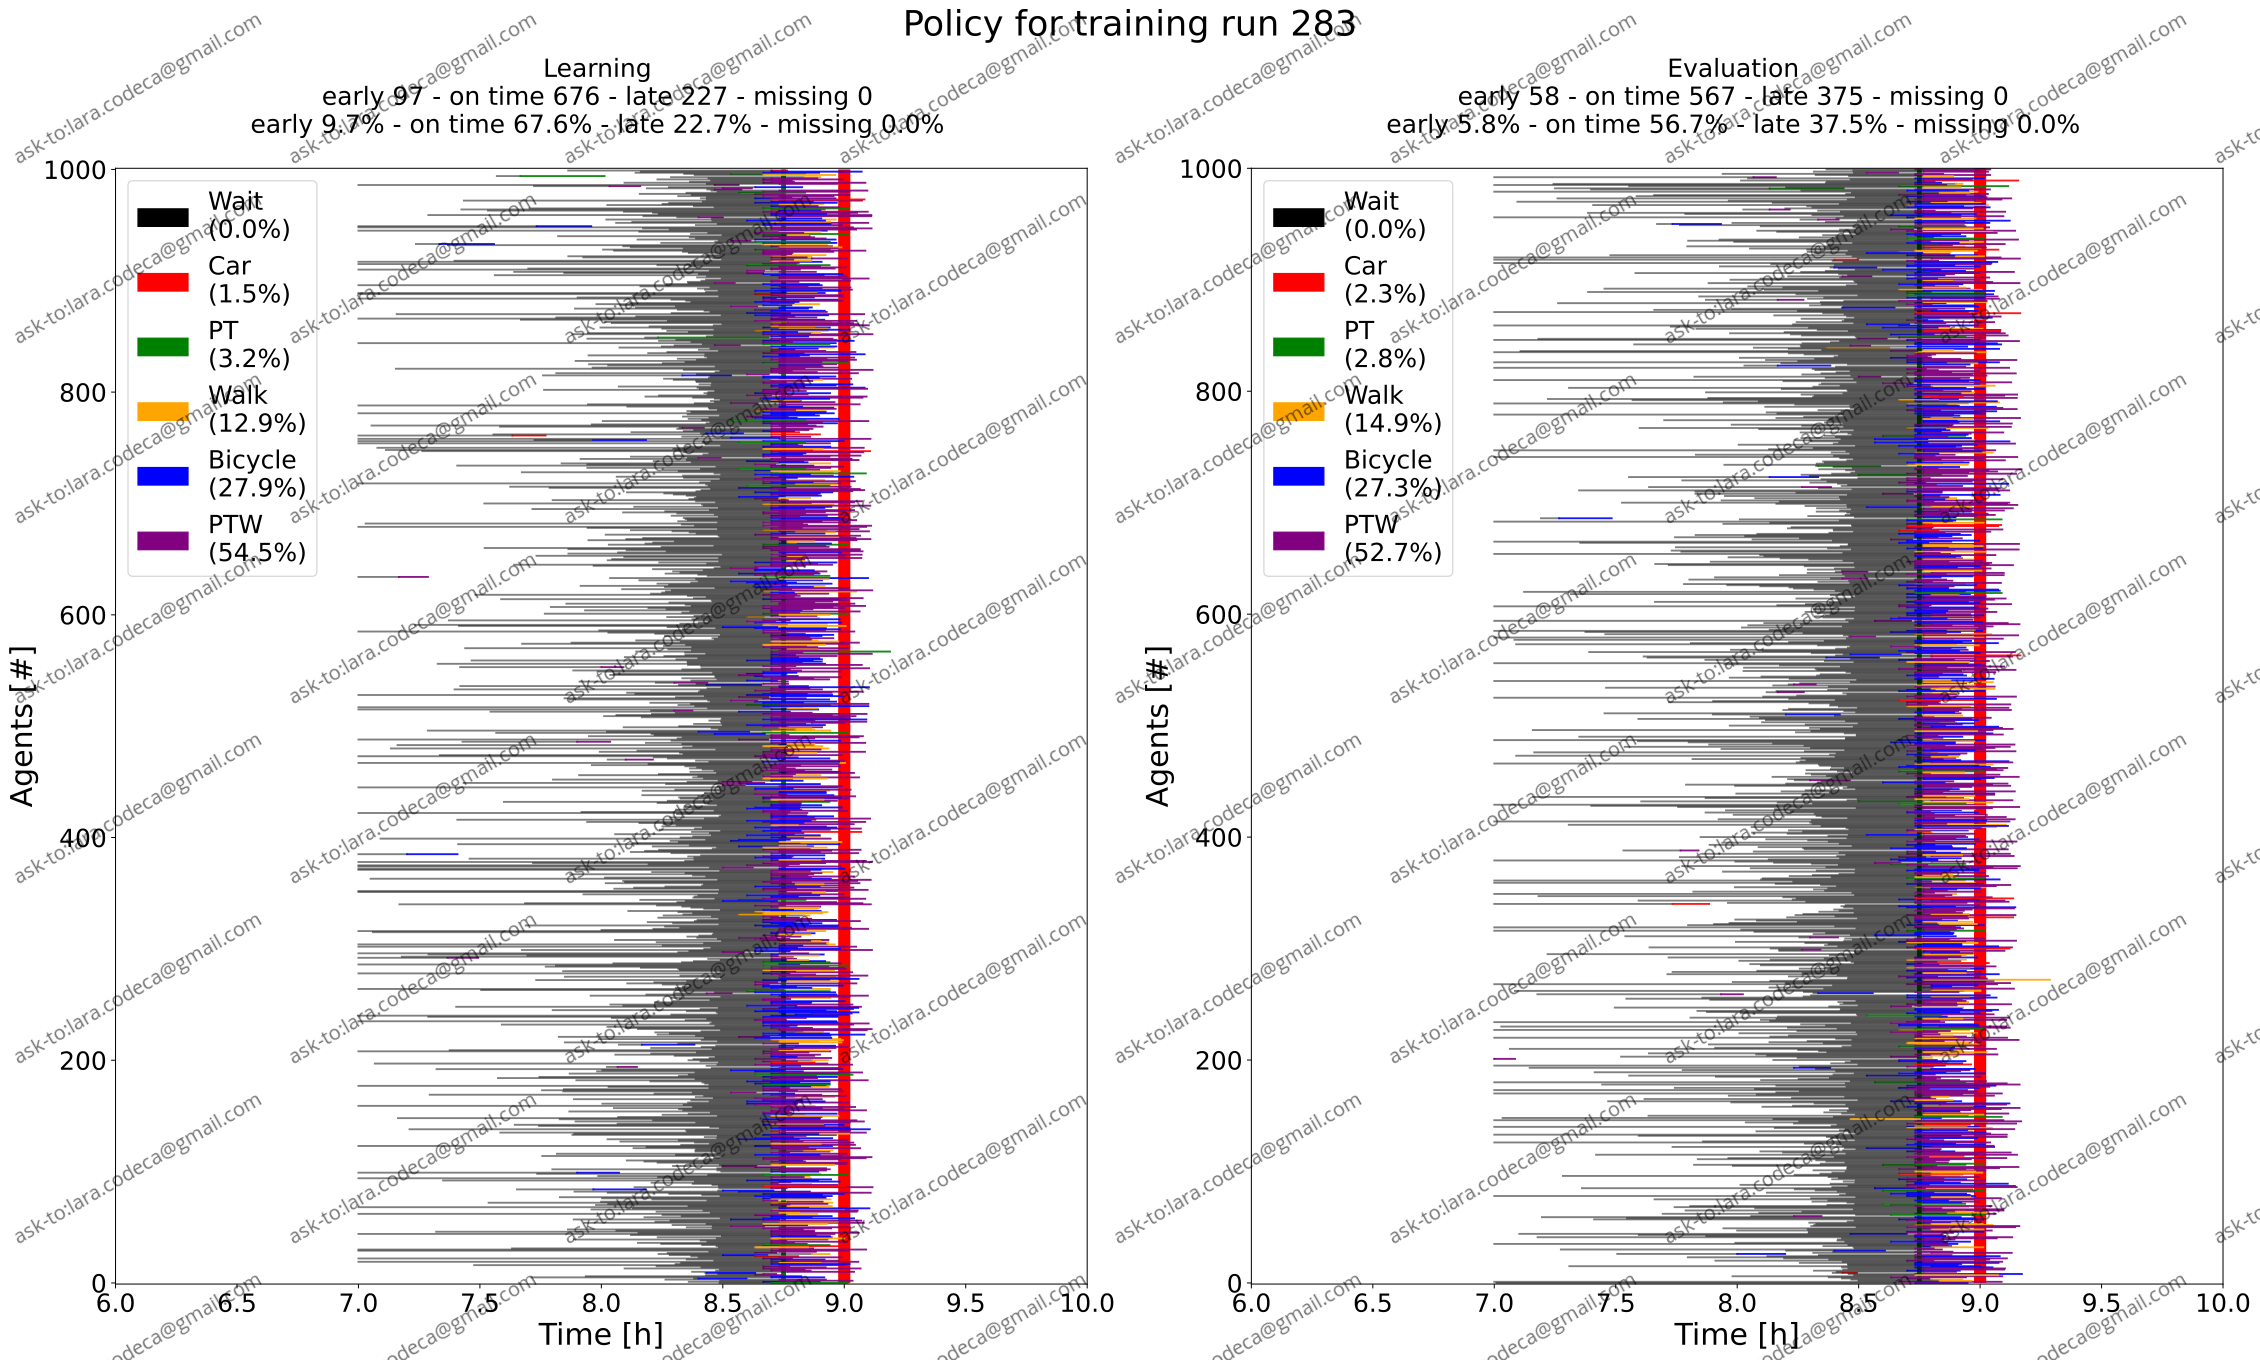 Policy for training run 283
Learning
early 97 - on time 676 - late 227 - missing 0
early 9.7% - on time 67.6% - late 22.7% - missing 0.0%
Wait
(0.0%)
Car
(1.5%)
PT
(3.2%)
Walk
(12.9%)
Bicycle
(27.9%)
PTW
(54.5%)
Agents [#]
1000
800
600
400
200
0
6.0 6.5 7.0 7.5 8.0 8.5 9.0 9.5 10.0
Time [h]
Evaluation
early 58 - on time 567 - late 375 - missing 0
early 5.8% - on time 56.7% - late 37.5% - missing 0.0%
Wait
(0.0%)
Car
(2.3%)
PT
(2.8%)
Walk
(14.9%)
Bicycle
(27.3%)
PTW
(52.7%)
Agents [#]
1000
800
600
400
200
0
6.0 6.5 7.0 7.5 8.0 8.5 9.0 9.5 10.0
Time [h]
ask-to:lara.codeca@gmail.com